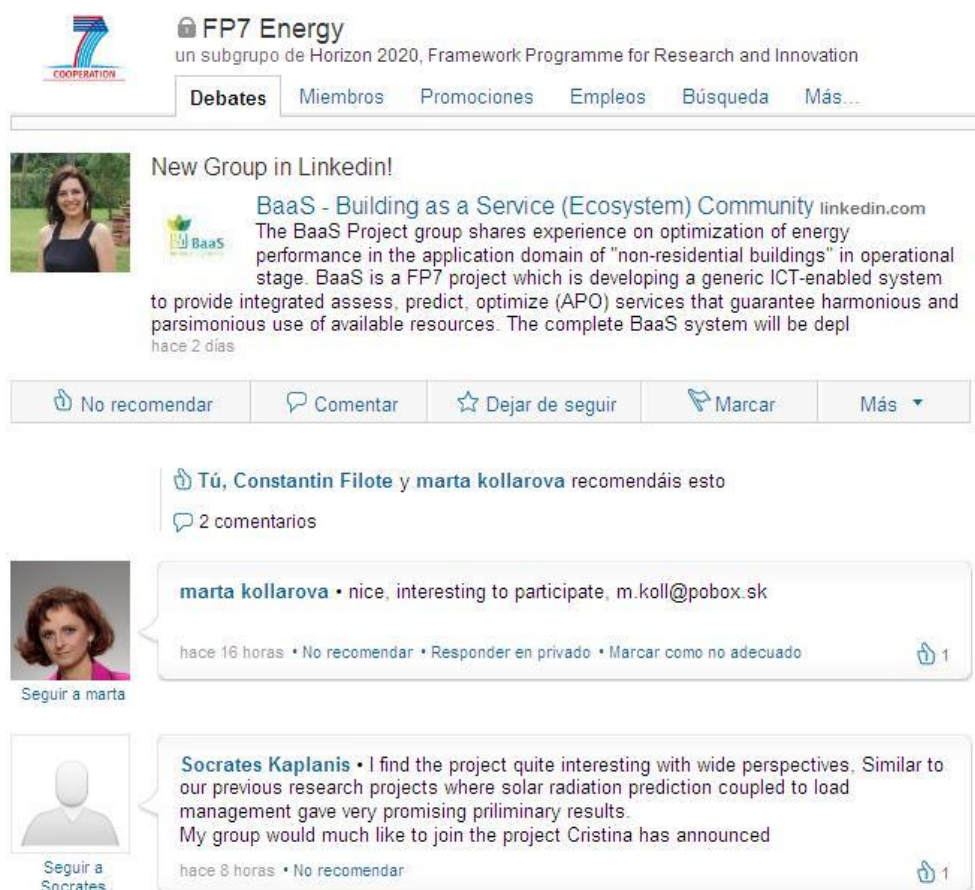 7
COOPERATION
FP7 Energy
un subgrupo de Horizon 2020, Framework Programme for Research and Innovation
Debates Miembros Promociones Empleos Búsqueda Más...
New Group in Linkedin!
BaaS - Building as a Service (Ecosystem) Community linkedin.com
BaaS
The BaaS Project group shares experience on optimization of energy
performance in the application domain of "non-residential buildings" in operational
stage. BaaS is a FP7 project which is developing a generic ICT-enabled system
to provide integrated assess, predict, optimize (APO) services that guarantee harmonious and
parsimonious use of available resources. The complete BaaS system will be depl
hace 2 días
No recomendar Comentar Dejar de seguir Marcar Más
Tú, Constantin Filote y marta kollarova recomendáis esto
2 comentarios
marta kollarova • nice, interesting to participate, m.koll@pobox.sk
hace 16 horas • No recomendar • Responder en privado • Marcar como no adecuado 1
Seguir a marta
Socrates Kaplanis • I find the project quite interesting with wide perspectives, Similar to
our previous research projects where solar radiation prediction coupled to load
management gave very promising priliminary results.
My group would much like to join the project Cristina has announced
hace 8 horas • No recomendar 1
Seguir a
Socrates